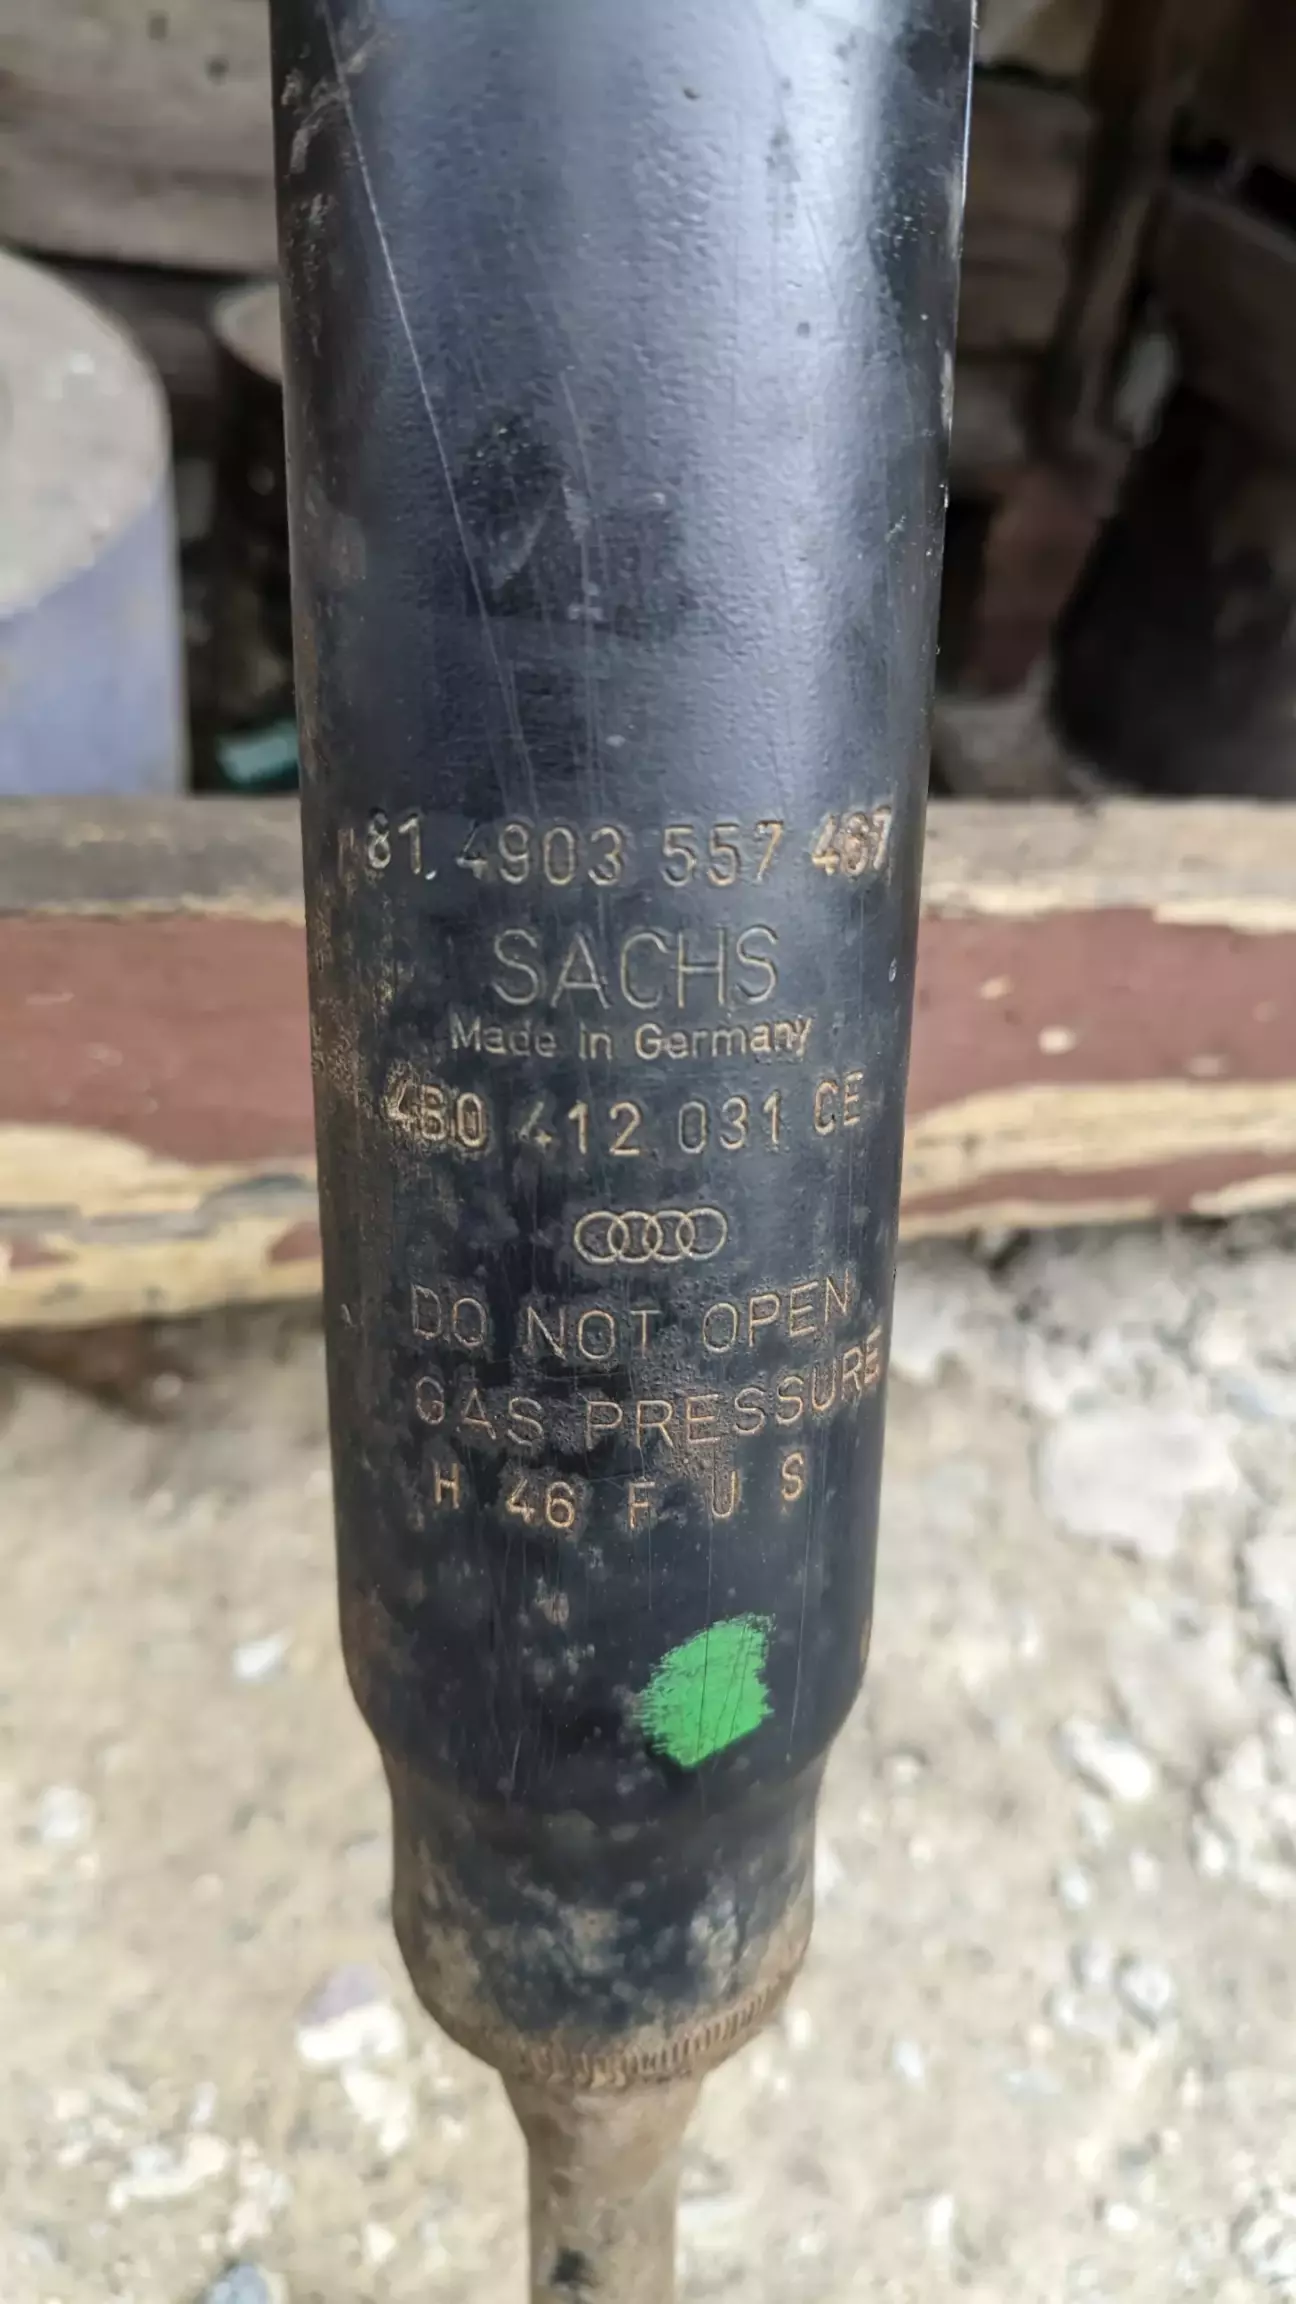 81. 4903 557 467
SACHS
Made in Germany
4B0 412 031 CE
DO NOT OPEN
GAS PRESSURE
H 46 F U S